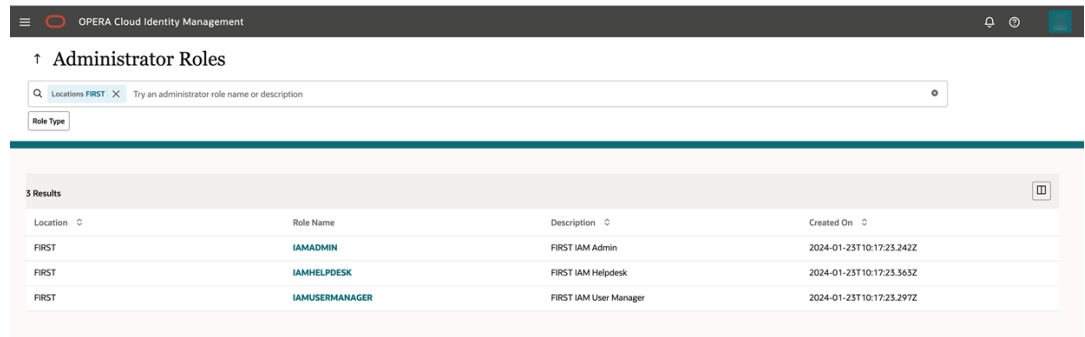 OPERA Cloud Identity Management
Administrator Roles
Locations FIRST Try an administrator role name or description
Role Type
3 Results
Location Role Name Description Created On
FIRST IAMADMIN FIRST IAM Admin 2024-01-23T10:17:23.242Z
FIRST IAMHELPDESK FIRST IAM Helpdesk 2024-01-23T10:17:23.363Z
FIRST IAMUSERMANAGER FIRST IAM User Manager 2024-01-23T10:17:23.297Z